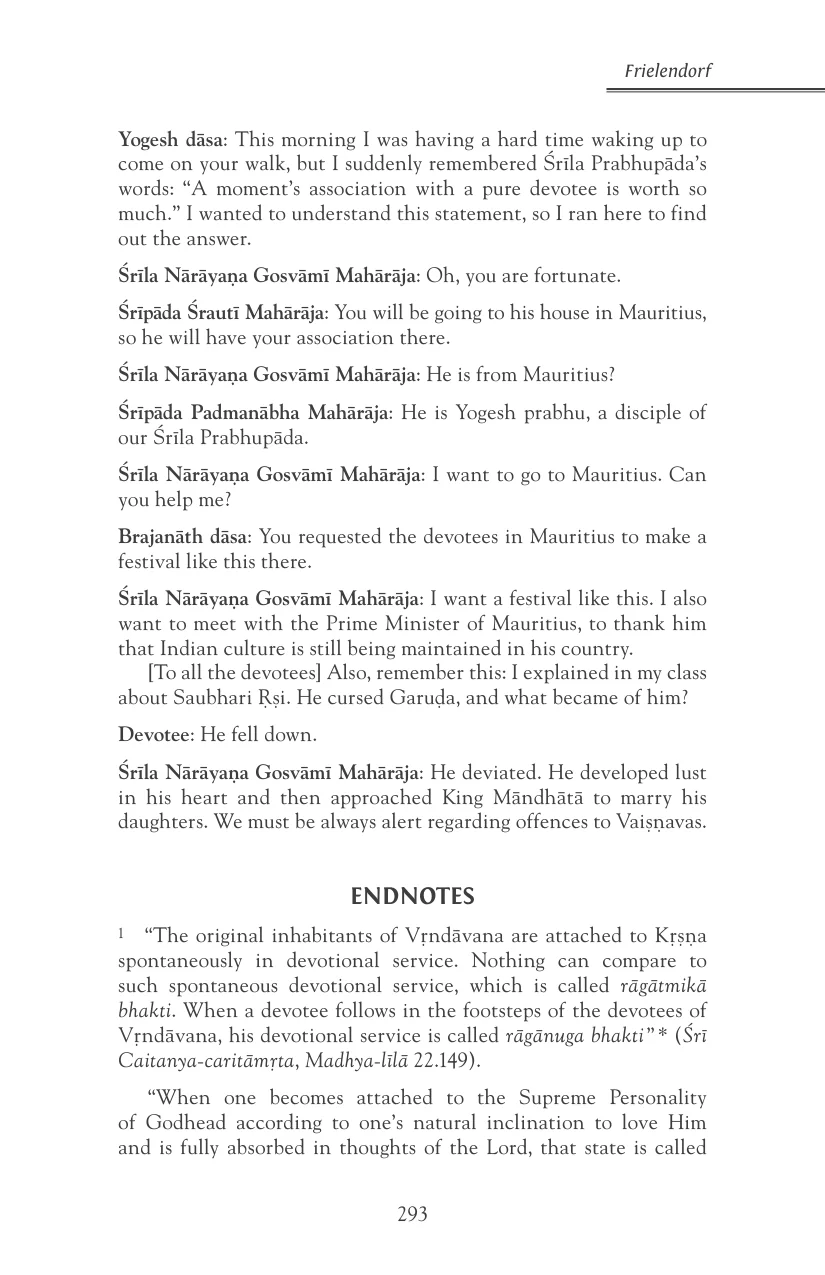 Frielendorf
Yogesh dāsa: This morning I was having a hard time waking up to
come on your walk, but I suddenly remembered Śrīla Prabhupāda’s
words: “A moment’s association with a pure devotee is worth so
much.” I wanted to understand this statement, so I ran here to find
out the answer.
Śrīla Nārāyaṇa Gosvāmī Mahārāja: Oh, you are fortunate.
Śrīpāda Śrautī Mahārāja: You will be going to his house in Mauritius,
so he will have your association there.
Śrīla Nārāyaṇa Gosvāmī Mahārāja: He is from Mauritius?
Śrīpāda Padmanābha Mahārāja: He is Yogesh prabhu, a disciple of
our Śrīla Prabhupāda.
Śrīla Nārāyaṇa Gosvāmī Mahārāja: I want to go to Mauritius. Can
you help me?
Brajanāth dāsa: You requested the devotees in Mauritius to make a
festival like this there.
Śrīla Nārāyaṇa Gosvāmī Mahārāja: I want a festival like this. I also
want to meet with the Prime Minister of Mauritius, to thank him
that Indian culture is still being maintained in his country.
[To all the devotees] Also, remember this: I explained in my class
about Saubhari Ṛṣi. He cursed Garuḍa, and what became of him?
Devotee: He fell down.
Śrīla Nārāyaṇa Gosvāmī Mahārāja: He deviated. He developed lust
in his heart and then approached King Māndhātā to marry his
daughters. We must be always alert regarding offences to Vaiṣṇavas.
ENDNOTES
1 “The original inhabitants of Vṛndāvana are attached to Kṛṣṇa
spontaneously in devotional service. Nothing can compare to
such spontaneous devotional service, which is called rāgātmikā
bhakti. When a devotee follows in the footsteps of the devotees of
Vṛndāvana, his devotional service is called rāgānuga bhakti”* (Śrī
Caitanya-caritāmṛta, Madhya-līlā 22.149).
“When one becomes attached to the Supreme Personality
of Godhead according to one’s natural inclination to love Him
and is fully absorbed in thoughts of the Lord, that state is called
293